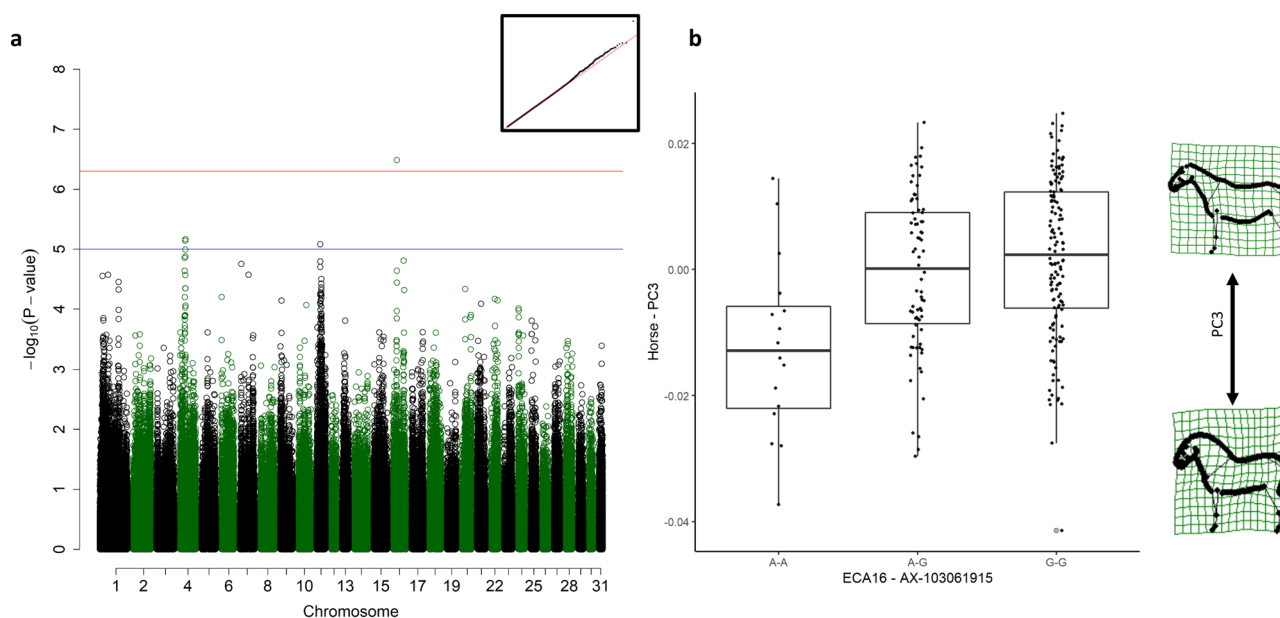 a
8
7
6
5
4
3
2
1
0
−log₁₀(P − value)
1 2 4 6 8 10 13 15 17 19 22 25 28 31
Chromosome
b
0.02
0.00
-0.02
-0.04
Horse - PC3
A-A A-G G-G
ECA16 - AX-103061915
PC3